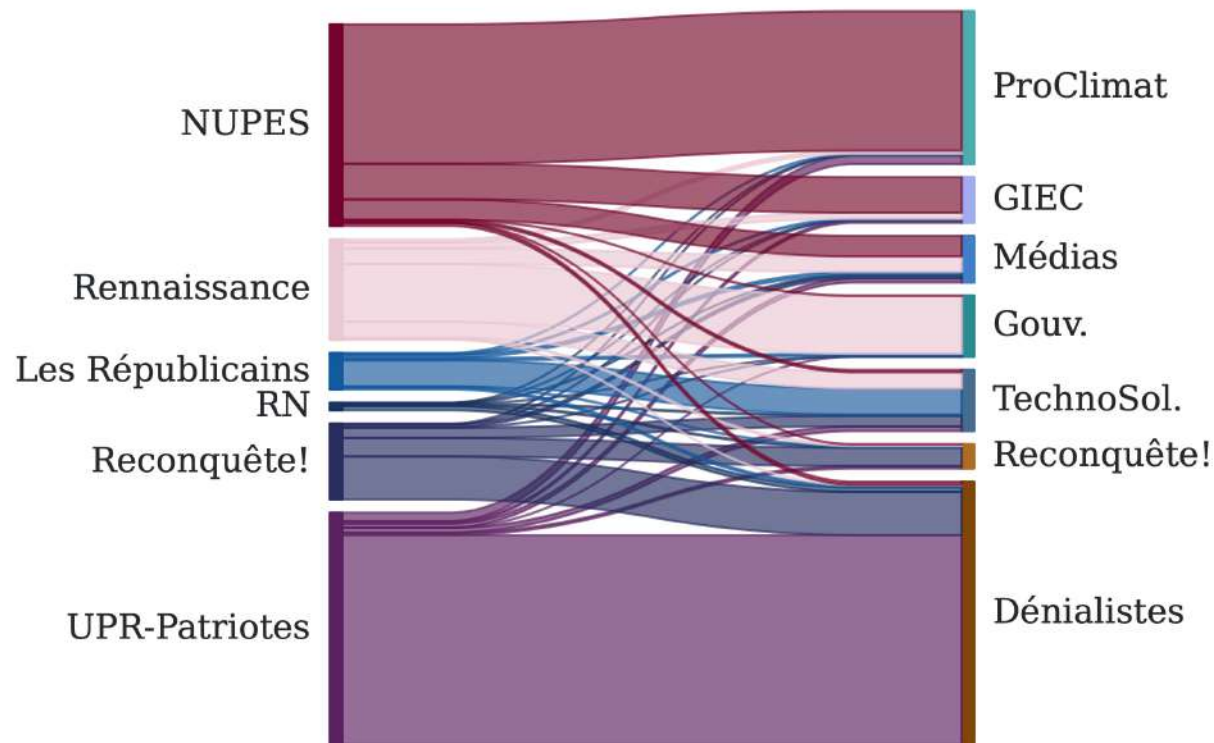 NUPES
Rennaissance
Les Républicains
RN
Reconquête!
UPR-Patriotes
ProClimat
GIEC
Médias
Gouv.
TechnoSol.
Reconquête!
Dénialistes